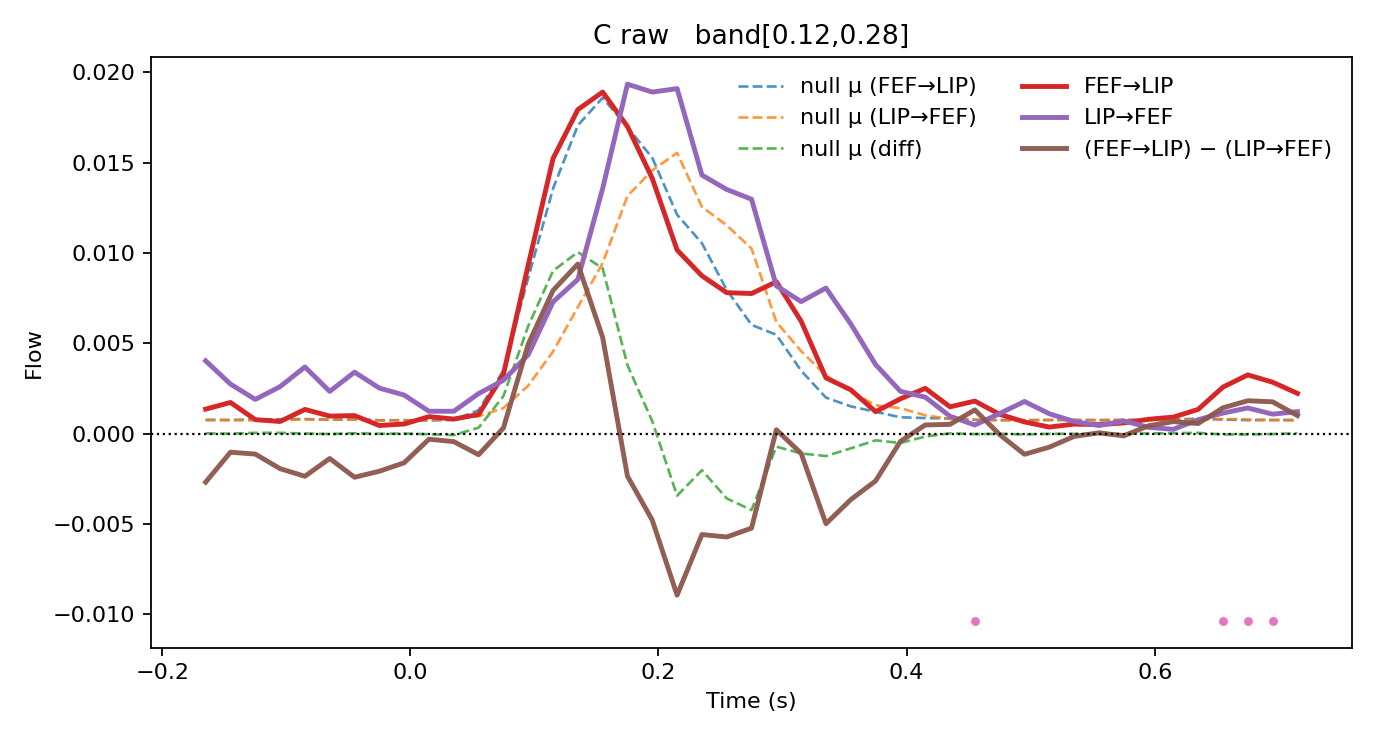 C raw band[0.12,0.28]
null μ (FEF→LIP)
null μ (LIP→FEF)
null μ (diff)
FEF→LIP
LIP→FEF
(FEF→LIP) − (LIP→FEF)
Flow
0.020
0.015
0.010
0.005
0.000
−0.005
−0.010
−0.2
0.0
0.2
0.4
0.6
Time (s)